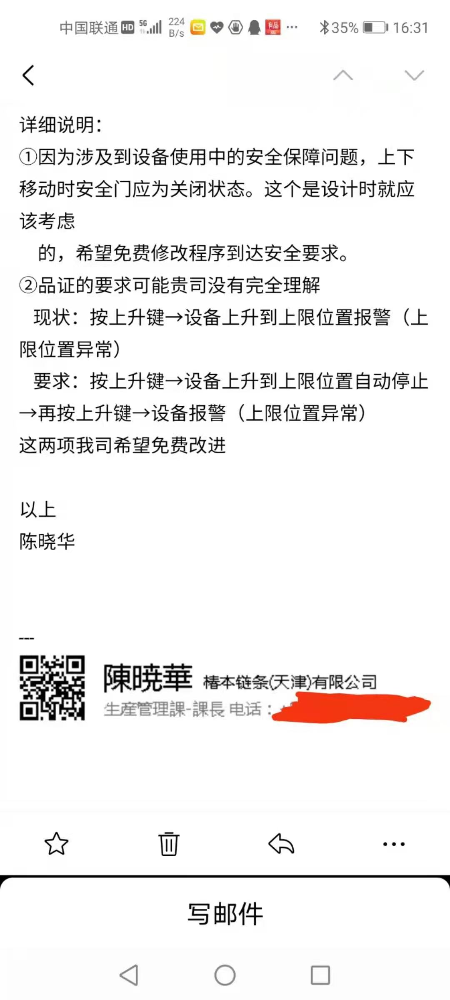 中国联通 HD 5G 224 B/s 有品 ... 35% 16:31
详细说明：
①因为涉及到设备使用中的安全保障问题，上下
移动时安全门应为关闭状态。这个是设计时就应
该考虑
的，希望免费修改程序到达安全要求。
②品证的要求可能贵司没有完全理解
现状：按上升键→设备上升到上限位置报警（上
限位置异常）
要求：按上升键→设备上升到上限位置自动停止
→再按上升键→设备报警（上限位置异常）
这两项我司希望免费改进
以上
陈晓华
---
陳暁華 椿本链条(天津)有限公司
生産管理課-課長 电话：
写邮件